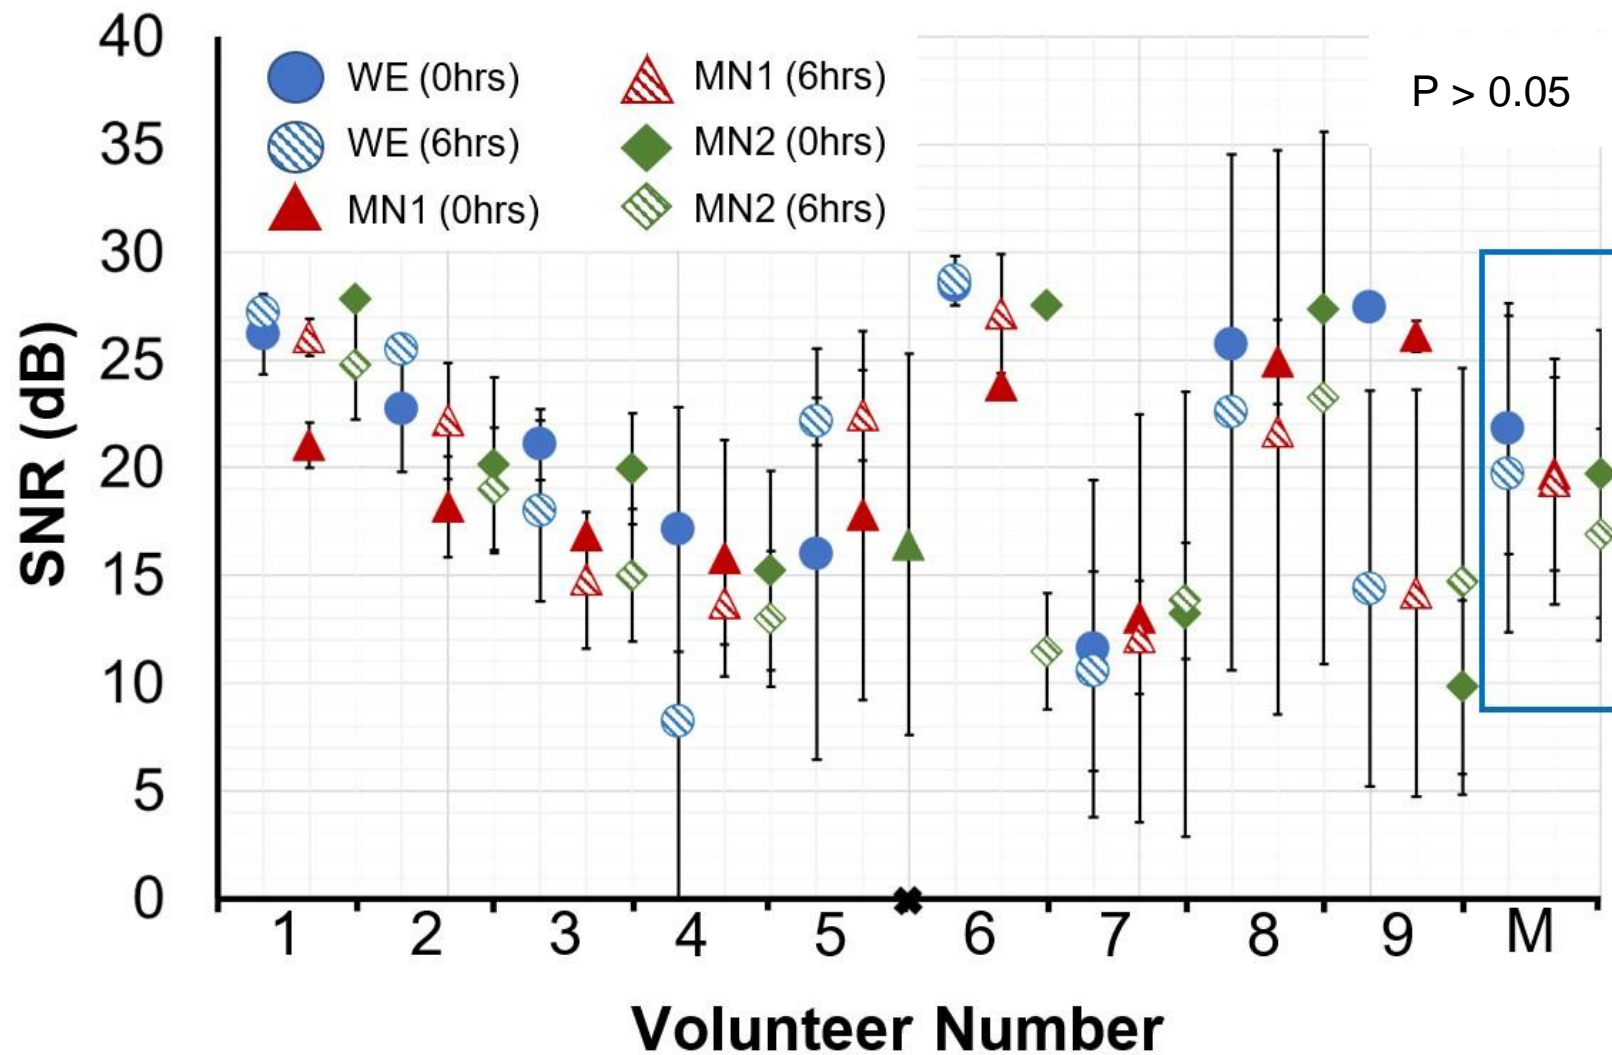 40
35
30
25
20
15
10
5
0
SNR (dB)
WE (0hrs)
WE (6hrs)
MN1 (0hrs)
MN1 (6hrs)
MN2 (0hrs)
MN2 (6hrs)
P > 0.05
1 2 3 4 5 6 7 8 9 M
Volunteer Number